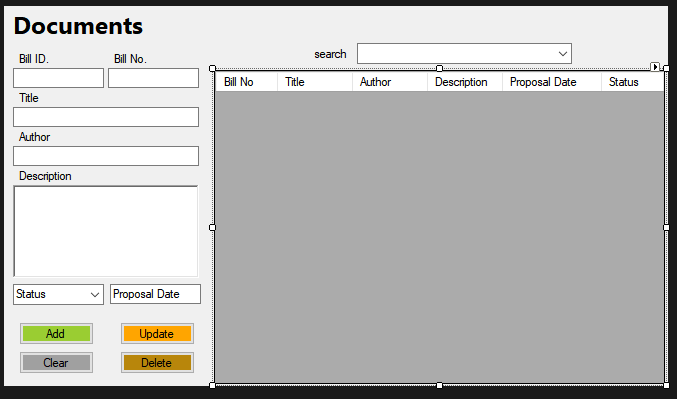 Documents
Bill ID. Bill No.
search
Title
Author
Description
Status Proposal Date
Add Update
Clear Delete
Bill No Title Author Description Proposal Date Status